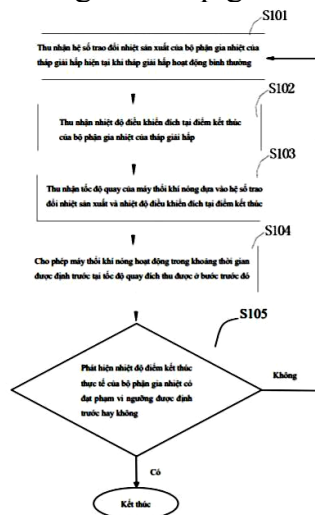 S101
Thu nhận hệ số trao đổi nhiệt sản xuất của bộ phận gia nhiệt của
tháp giải hấp hiện tại khi tháp giải hấp hoạt động bình thường
S102
Thu nhận nhiệt độ điều khiển đích tại điểm kết thúc
của bộ phận gia nhiệt của tháp giải hấp
S103
Thu nhận tốc độ quay của máy thổi khí nóng dựa vào hệ số trao
đổi nhiệt sản xuất và nhiệt độ điều khiển đích tại điểm kết thúc
S104
Cho phép máy thổi khí nóng hoạt động trong khoảng thời gian
được định trước tại tốc độ quay đích thu được ở bước trước đó
S105
Phát hiện nhiệt độ điểm kết thúc
thực tế của bộ phận gia nhiệt có
đạt phạm vi ngưỡng được định
trước hay không
Không
Có
Kết thúc